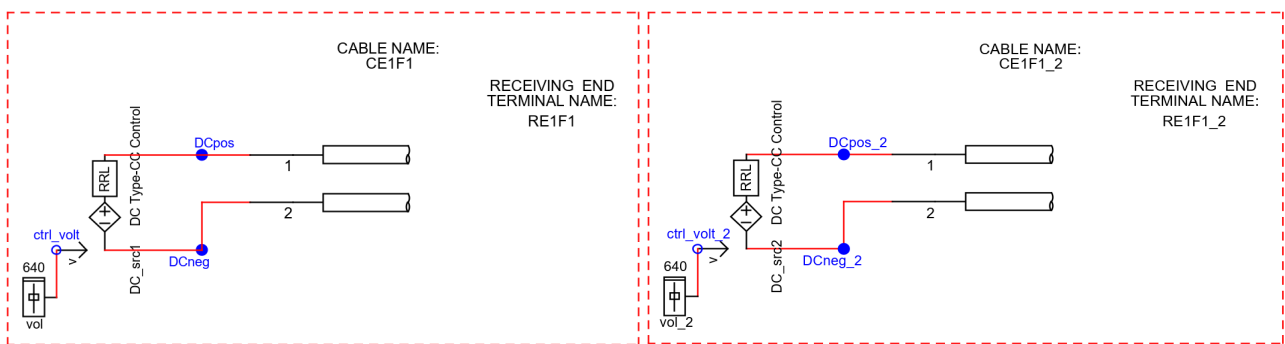 CABLE NAME:
CE1F1
RECEIVING END
TERMINAL NAME:
RE1F1
DC Type-CC Control
DCpos
1
RRL
2
ctrl_volt
v
DC_src1
DCneg
640
vol
CABLE NAME:
CE1F1_2
RECEIVING END
TERMINAL NAME:
RE1F1_2
DC Type-CC Control
DCpos_2
1
RRL
2
ctrl_volt_2
v
DC_src2
DCneg_2
640
vol_2